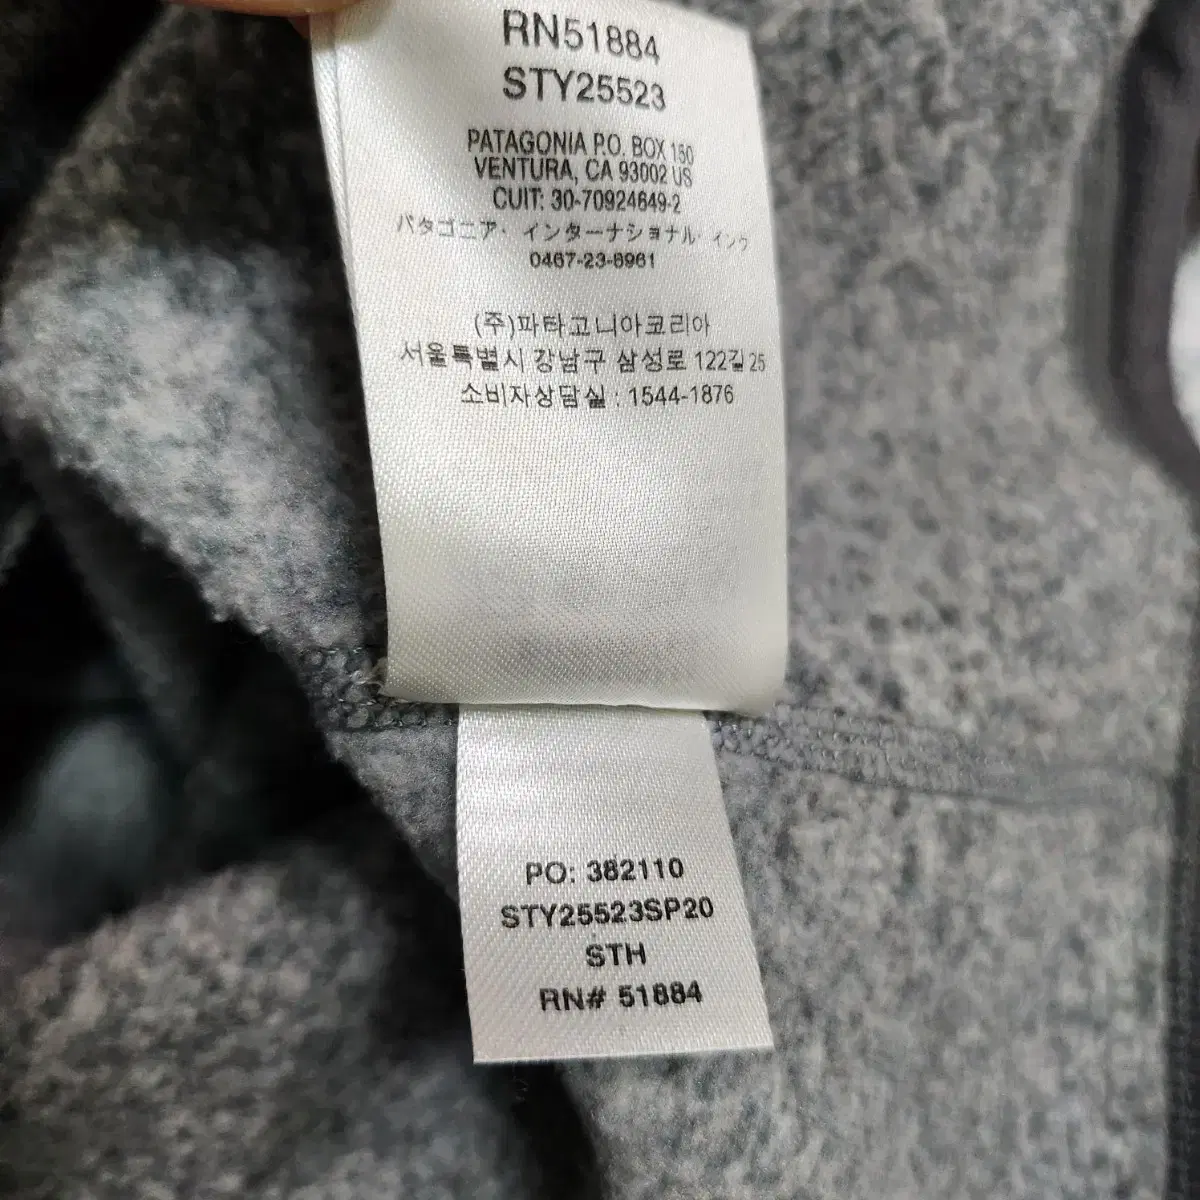 RN51884
STY25523
PATAGONIA P.O. BOX 150
VENTURA, CA 93002 US
CUIT: 30-70924649-2
パタゴニア・インターナショナル・インク
0467-23-8961
(주)파타고니아코리아
서울특별시 강남구 삼성로 122길 25
소비자상담실 : 1544-1876
PO: 382110
STY25523SP20
STH
RN# 51884